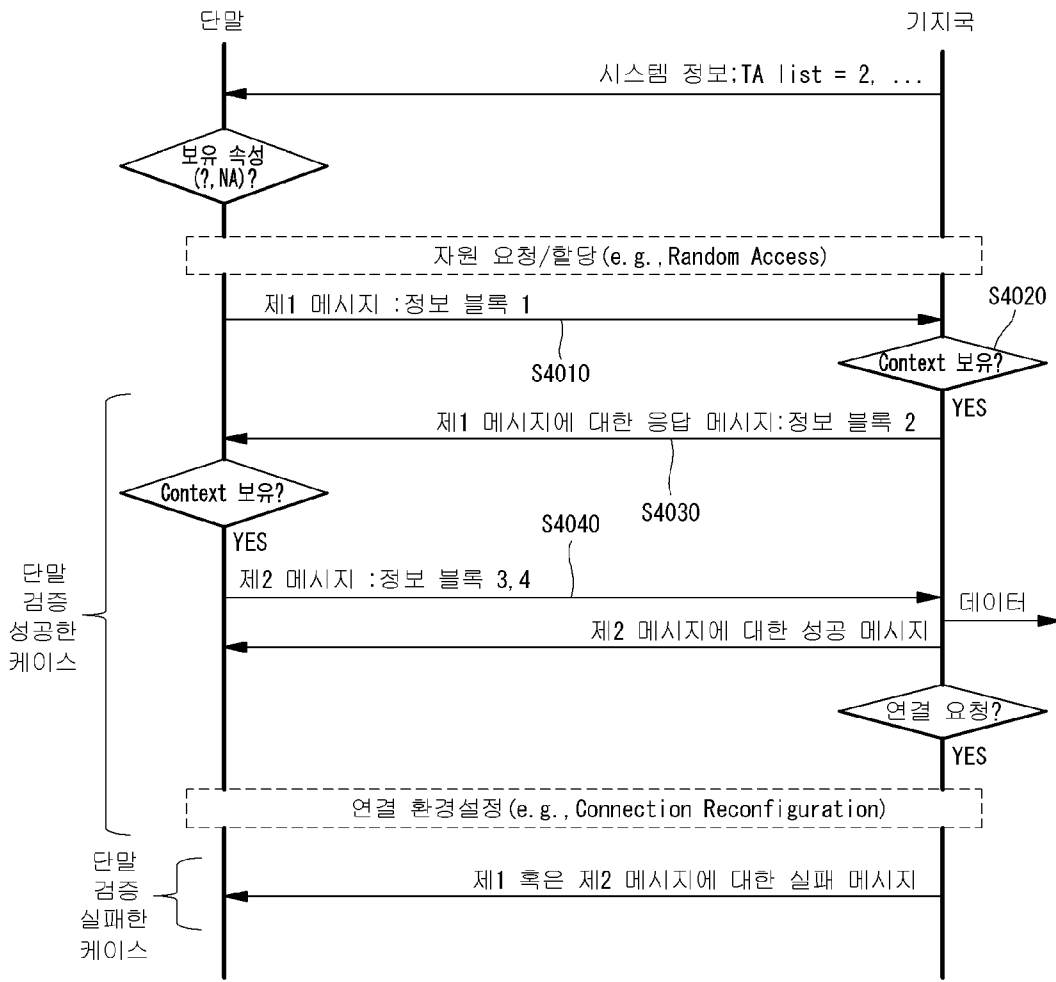 단말
기지국
시스템 정보;TA list = 2, ...
보유 속성
(?,NA)?
자원 요청/할당(e.g.,Random Access)
제1 메시지 :정보 블록 1
S4010
S4020
Context 보유?
YES
제1 메시지에 대한 응답 메시지:정보 블록 2
S4030
Context 보유?
YES
S4040
제2 메시지 :정보 블록 3,4
데이터
제2 메시지에 대한 성공 메시지
단말
검증
성공한
케이스
연결 요청?
YES
연결 환경설정(e.g.,Connection Reconfiguration)
제1 혹은 제2 메시지에 대한 실패 메시지
단말
검증
실패한
케이스